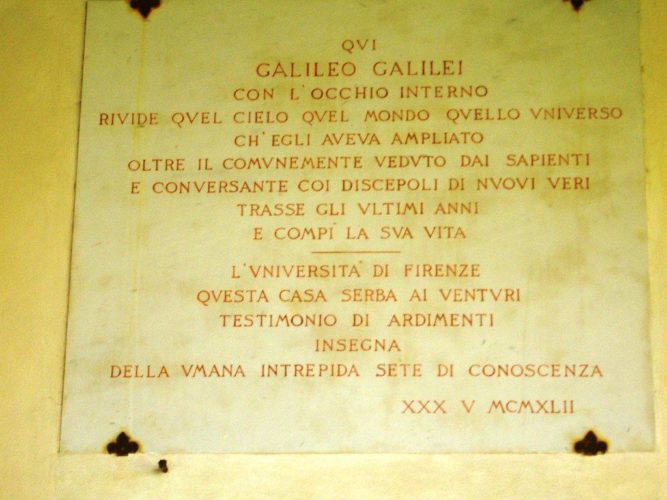 QVI
GALILEO GALILEI
CON L'OCCHIO INTERNO
RIVIDE QVEL CIELO QVEL MONDO QVELLO VNIVERSO
CH'EGLI AVEVA AMPLIATO
OLTRE IL COMVNEMENTE VEDVTO DAI SAPIENTI
E CONVERSANTE COI DISCEPOLI DI NVOVI VERI
TRASSE GLI VLTIMI ANNI
E COMPÌ LA SVA VITA
L'VNIVERSITÀ DI FIRENZE
QVESTA CASA SERBA AI VENTVRI
TESTIMONIO DI ARDIMENTI
INSEGNA
DELLA VMANA INTREPIDA SETE DI CONOSCENZA
XXX V MCMXLII